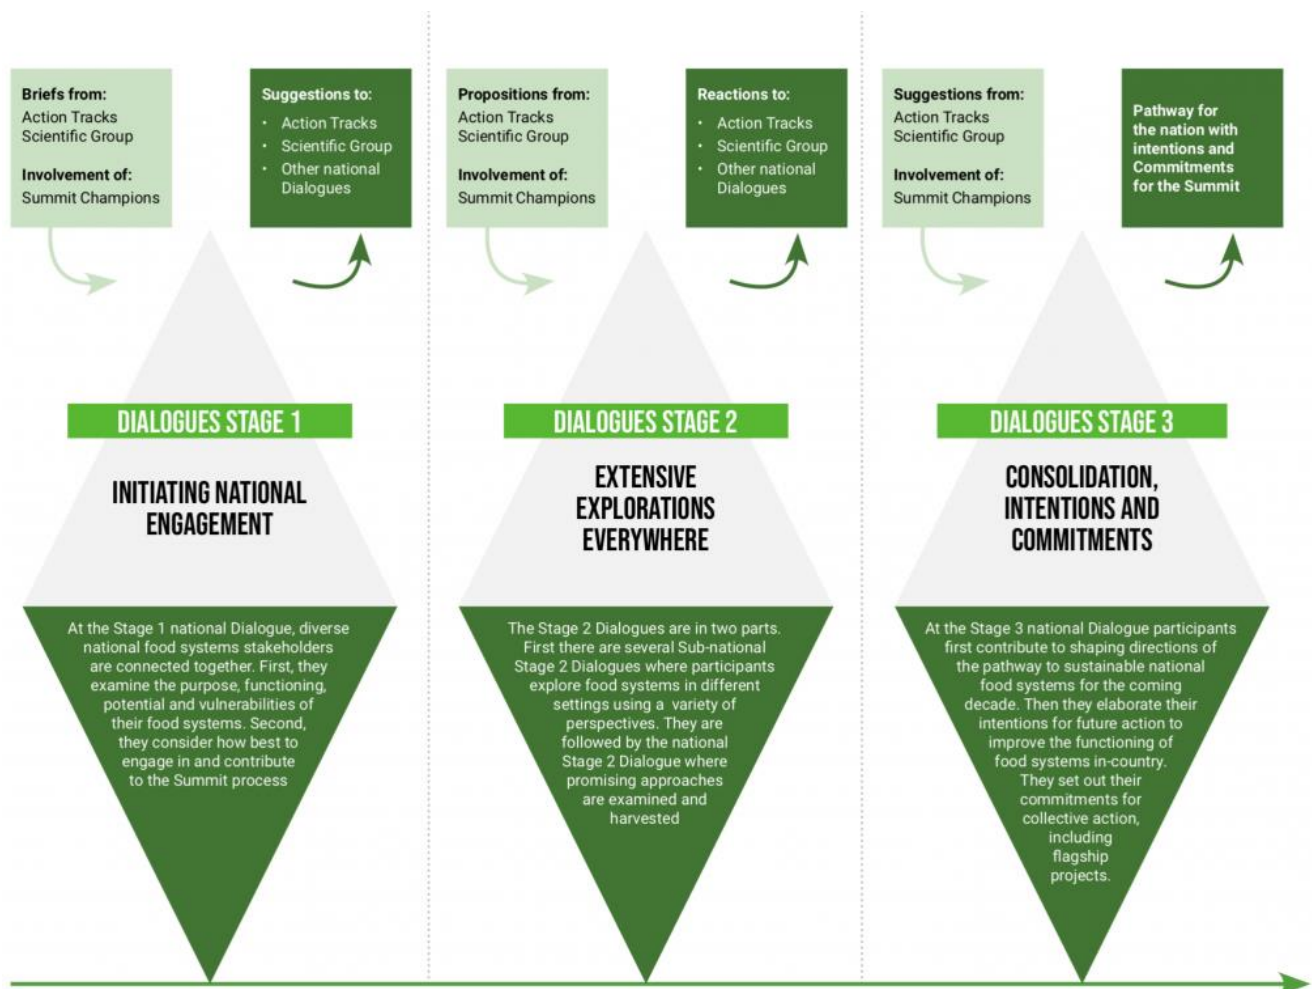 Briefs from:
Action Tracks
Scientific Group
Involvement of:
Summit Champions
Suggestions to:
• Action Tracks
• Scientific Group
• Other national
Dialogues
DIALOGUES STAGE 1
INITIATING NATIONAL
ENGAGEMENT
At the Stage 1 national Dialogue, diverse
national food systems stakeholders
are connected together. First, they
examine the purpose, functioning,
potential and vulnerabilities of
their food systems. Second,
they consider how best to
engage in and contribute
to the Summit process
Propositions from:
Action Tracks
Scientific Group
Involvement of:
Summit Champions
Reactions to:
• Action Tracks
• Scientific Group
• Other national
Dialogues
DIALOGUES STAGE 2
EXTENSIVE
EXPLORATIONS
EVERYWHERE
The Stage 2 Dialogues are in two parts.
First there are several Sub-national
Stage 2 Dialogues where participants
explore food systems in different
settings using a variety of
perspectives. They are
followed by the national
Stage 2 Dialogue where
promising approaches
are examined and
harvested
Suggestions from:
Action Tracks
Scientific Group
Involvement of:
Summit Champions
Pathway for
the nation with
intentions and
Commitments
for the Summit
DIALOGUES STAGE 3
CONSOLIDATION,
INTENTIONS AND
COMMITMENTS
At the Stage 3 national Dialogue participants
first contribute to shaping directions of
the pathway to sustainable national
food systems for the coming
decade. Then they elaborate their
intentions for future action to
improve the functioning of
food systems in-country.
They set out their
commitments for
collective action,
including
flagship
projects.